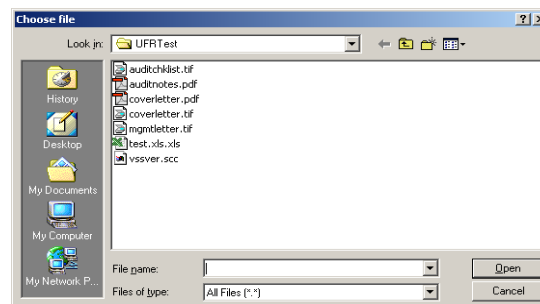 Choose file
Look in: UFRTest
History
Desktop
My Documents
My Computer
My Network P...
auditchklist.tif
auditnotes.pdf
coverletter.pdf
coverletter.tif
mgmtletter.tif
test.xls.xls
vssver.scc
File name: Open
Files of type: All Files (*.*) Cancel